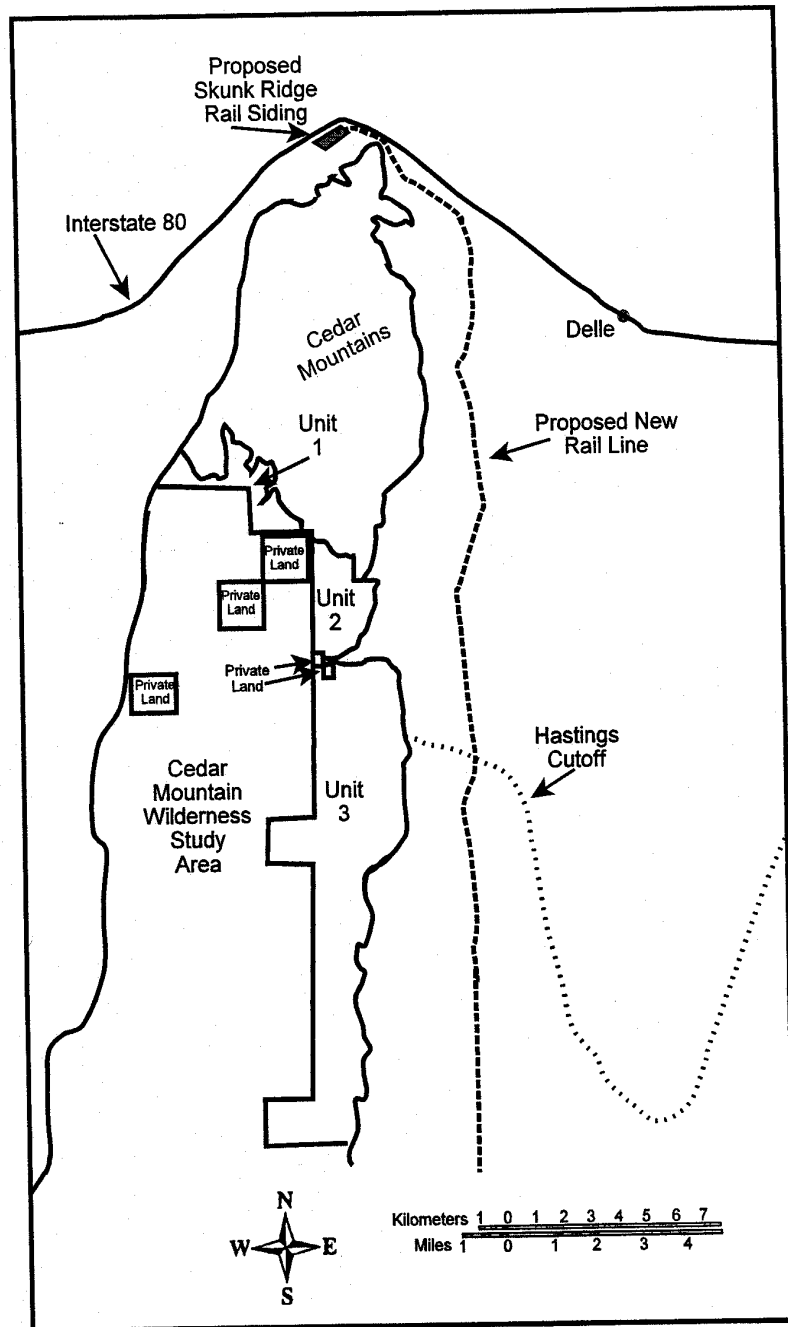 Proposed
Skunk Ridge
Rail Siding
Interstate 80
Cedar
Mountains
Delle
Unit
1
Proposed New
Rail Line
Private
Land
Private
Land
Unit
2
Private
Land
Private
Land
Hastings
Cutoff
Cedar
Mountain
Wilderness
Study
Area
Unit
3
N
W E
S
Kilometers 1 0 1 2 3 4 5 6 7
Miles 1 0 1 2 3 4